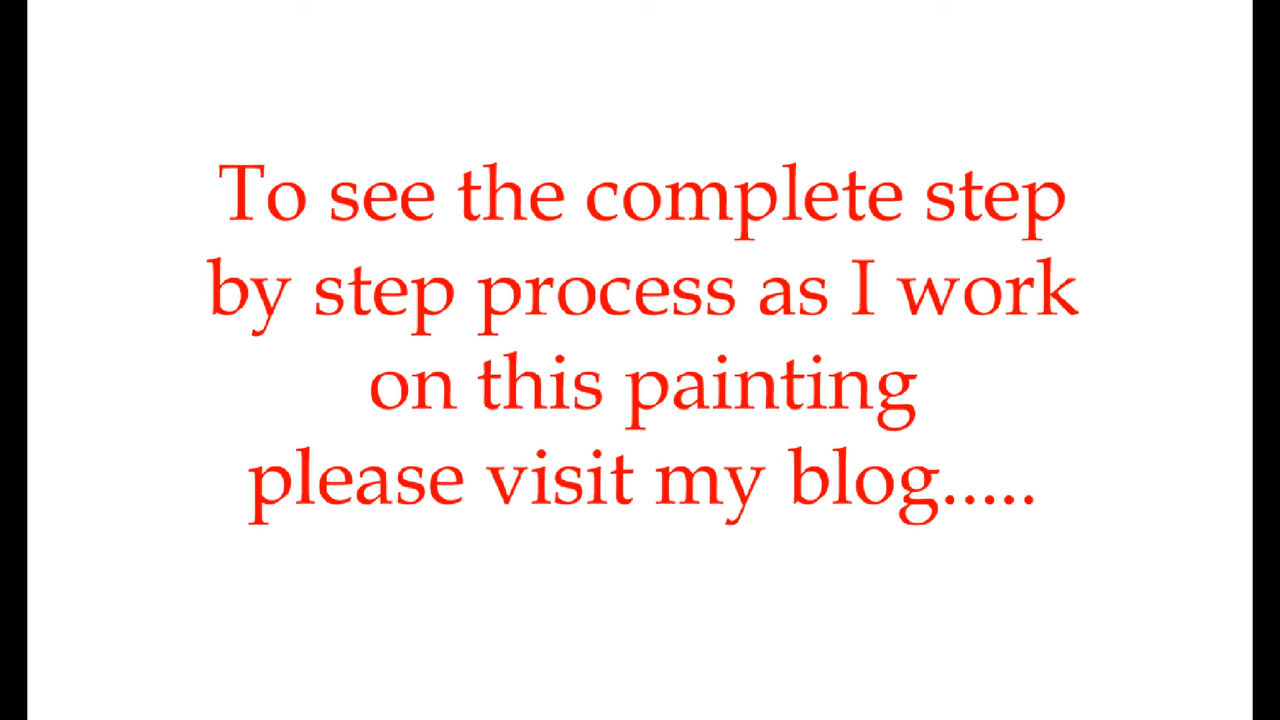 To see the complete step
by step process as I work
on this painting
please visit my blog.....